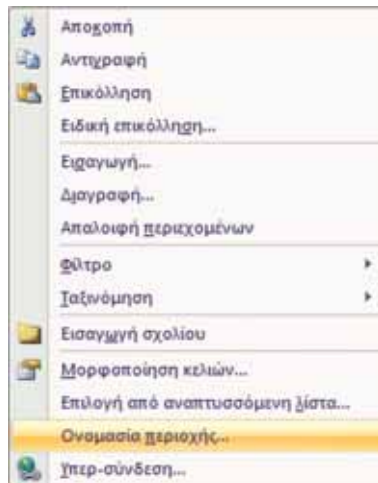 Αποκοπή
Αντιγραφή
Επικόλληση
Ειδική επικόλληση...
Εισαγωγή...
Διαγραφή...
Απαλοιφή περιεχομένων
Φίλτρο
Ταξινόμηση
Εισαγωγή σχολίου
Μορφοποίηση κελιών...
Επιλογή από αναπτυσσόμενη λίστα...
Ονομασία περιοχής...
Υπερ-σύνδεση...